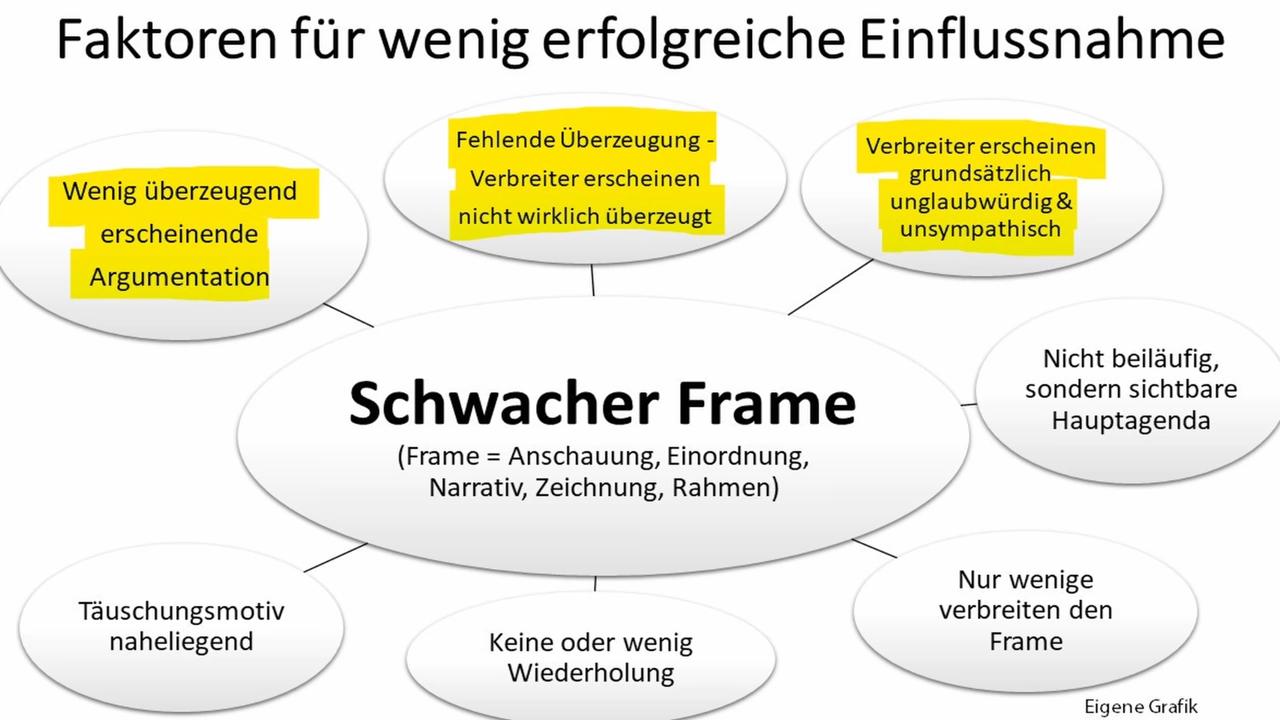 Faktoren für wenig erfolgreiche Einflussnahme
Wenig überzeugend
erscheinende
Argumentation
Fehlende Überzeugung -
Verbreiter erscheinen
nicht wirklich überzeugt
Verbreiter erscheinen
grundsätzlich
unglaubwürdig &
unsympathisch
Nicht beiläufig,
sondern sichtbare
Hauptagenda
Schwacher Frame
(Frame = Anschauung, Einordnung,
Narrativ, Zeichnung, Rahmen)
Täuschungsmotiv
naheliegend
Keine oder wenig
Wiederholung
Nur wenige
verbreiten den
Frame
Eigene Grafik